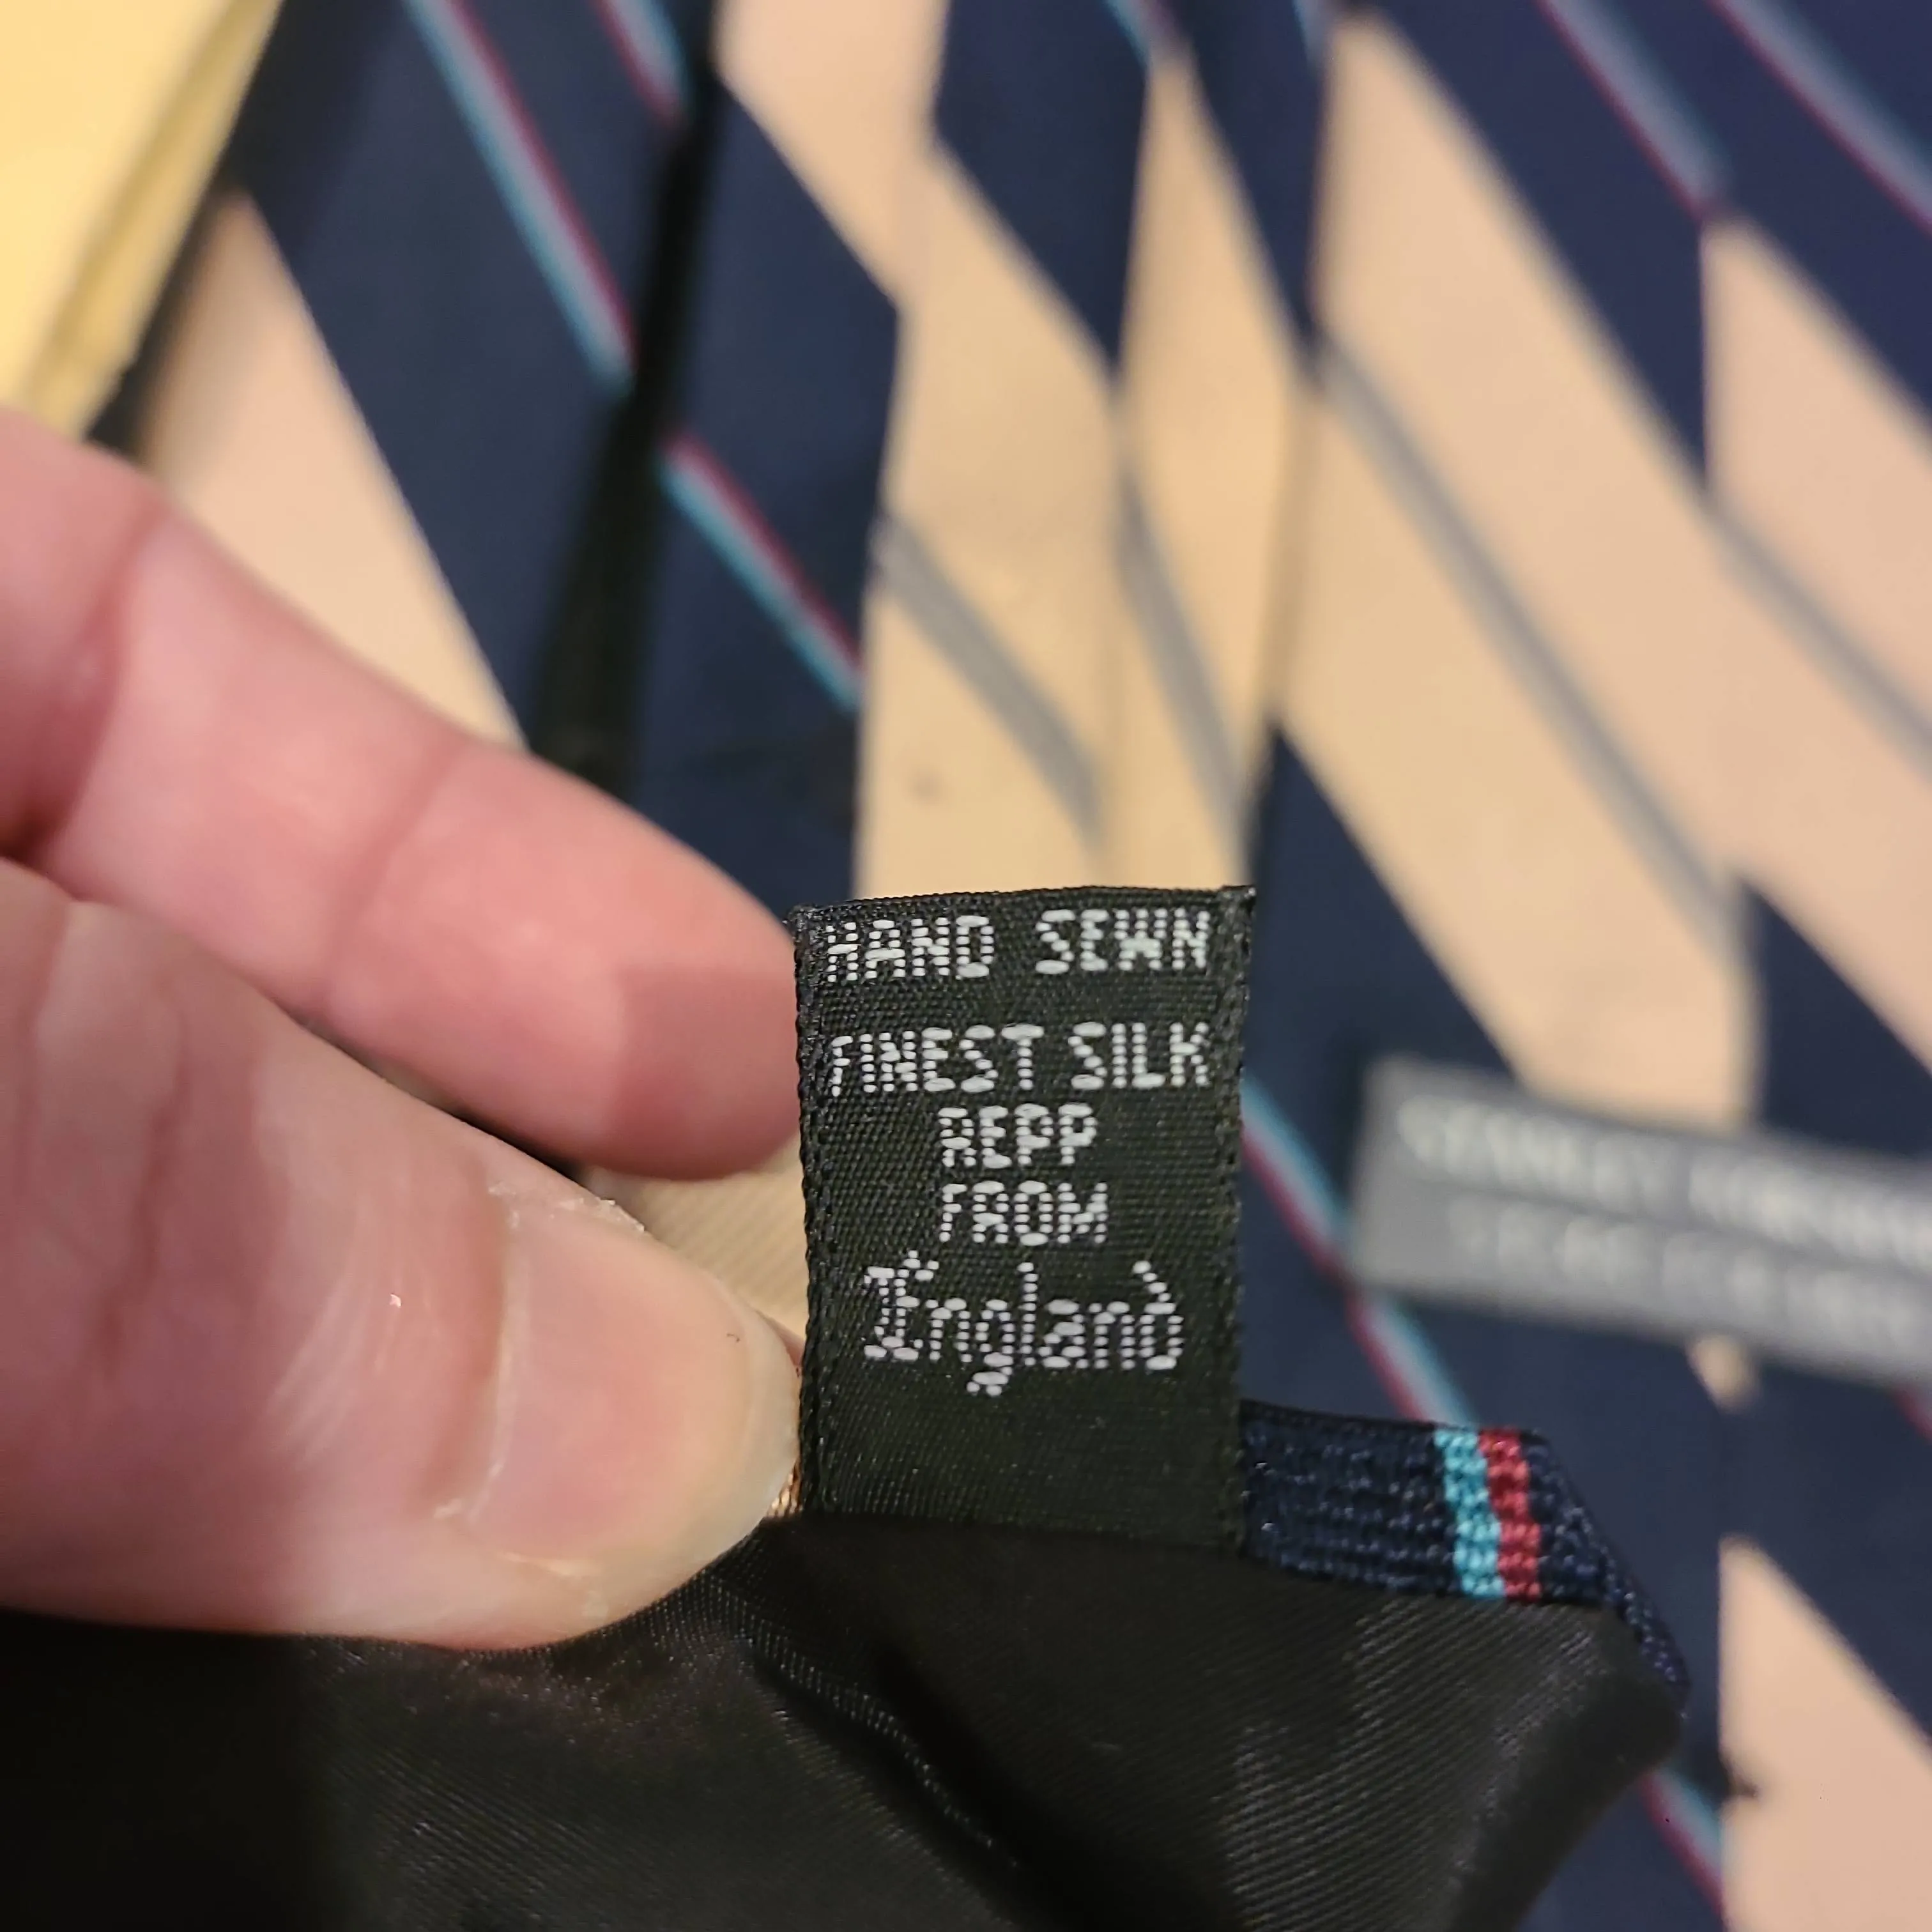 HAND SEWN
FINEST SILK
REPP
FROM
England